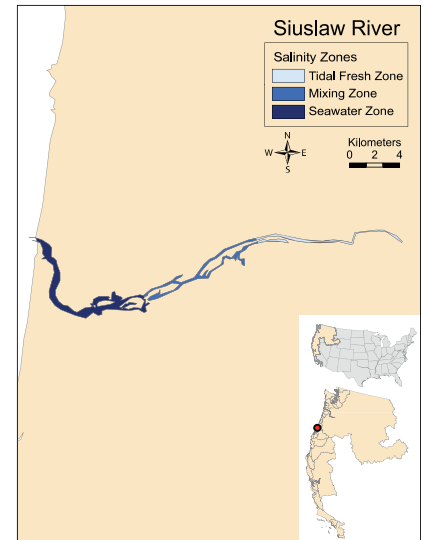 Siuslaw River
Salinity Zones
Tidal Fresh Zone
Mixing Zone
Seawater Zone
N
W E
S
Kilometers
0 2 4